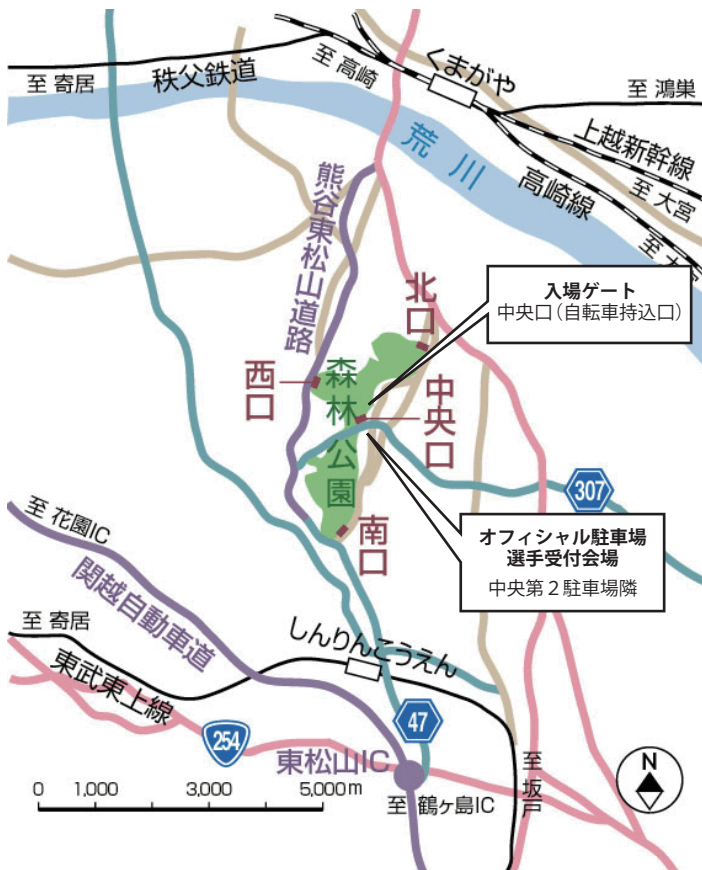 至 寄居
秩父鉄道
至 高崎
くまがや
至 鴻巣
上越新幹線
至 大宮
高崎線
至 大宮
荒川
熊谷東松山道路
北口
入場ゲート
中央口（自転車持込口）
西口
森林公園
中央口
南口
307
オフィシャル駐車場
選手受付会場
中央第２駐車場隣
至 花園IC
関越自動車道
至 寄居
東武東上線
しんりんこうえん
254
47
東松山IC
至 鶴ヶ島IC
至 坂戸
N
0 1,000 3,000 5,000m